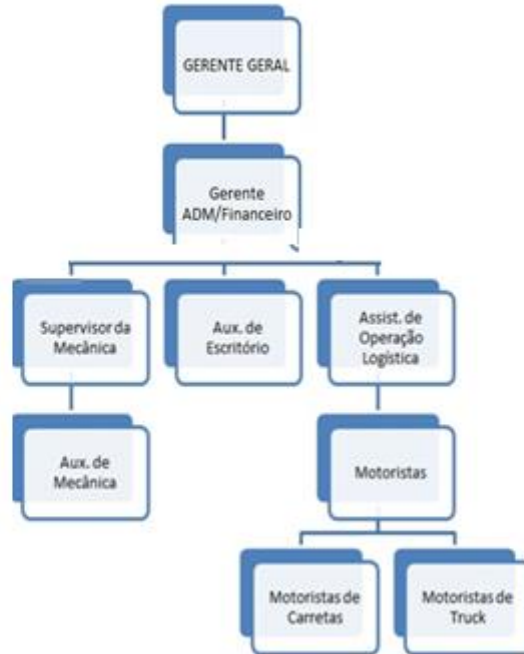 GERENTE GERAL
Gerente
ADM/Financeiro
Supervisor da
Mecânica
Aux. de
Escritório
Assist. de
Operação
Logística
Aux. de
Mecânica
Motoristas
Motoristas de
Carretas
Motoristas de
Truck